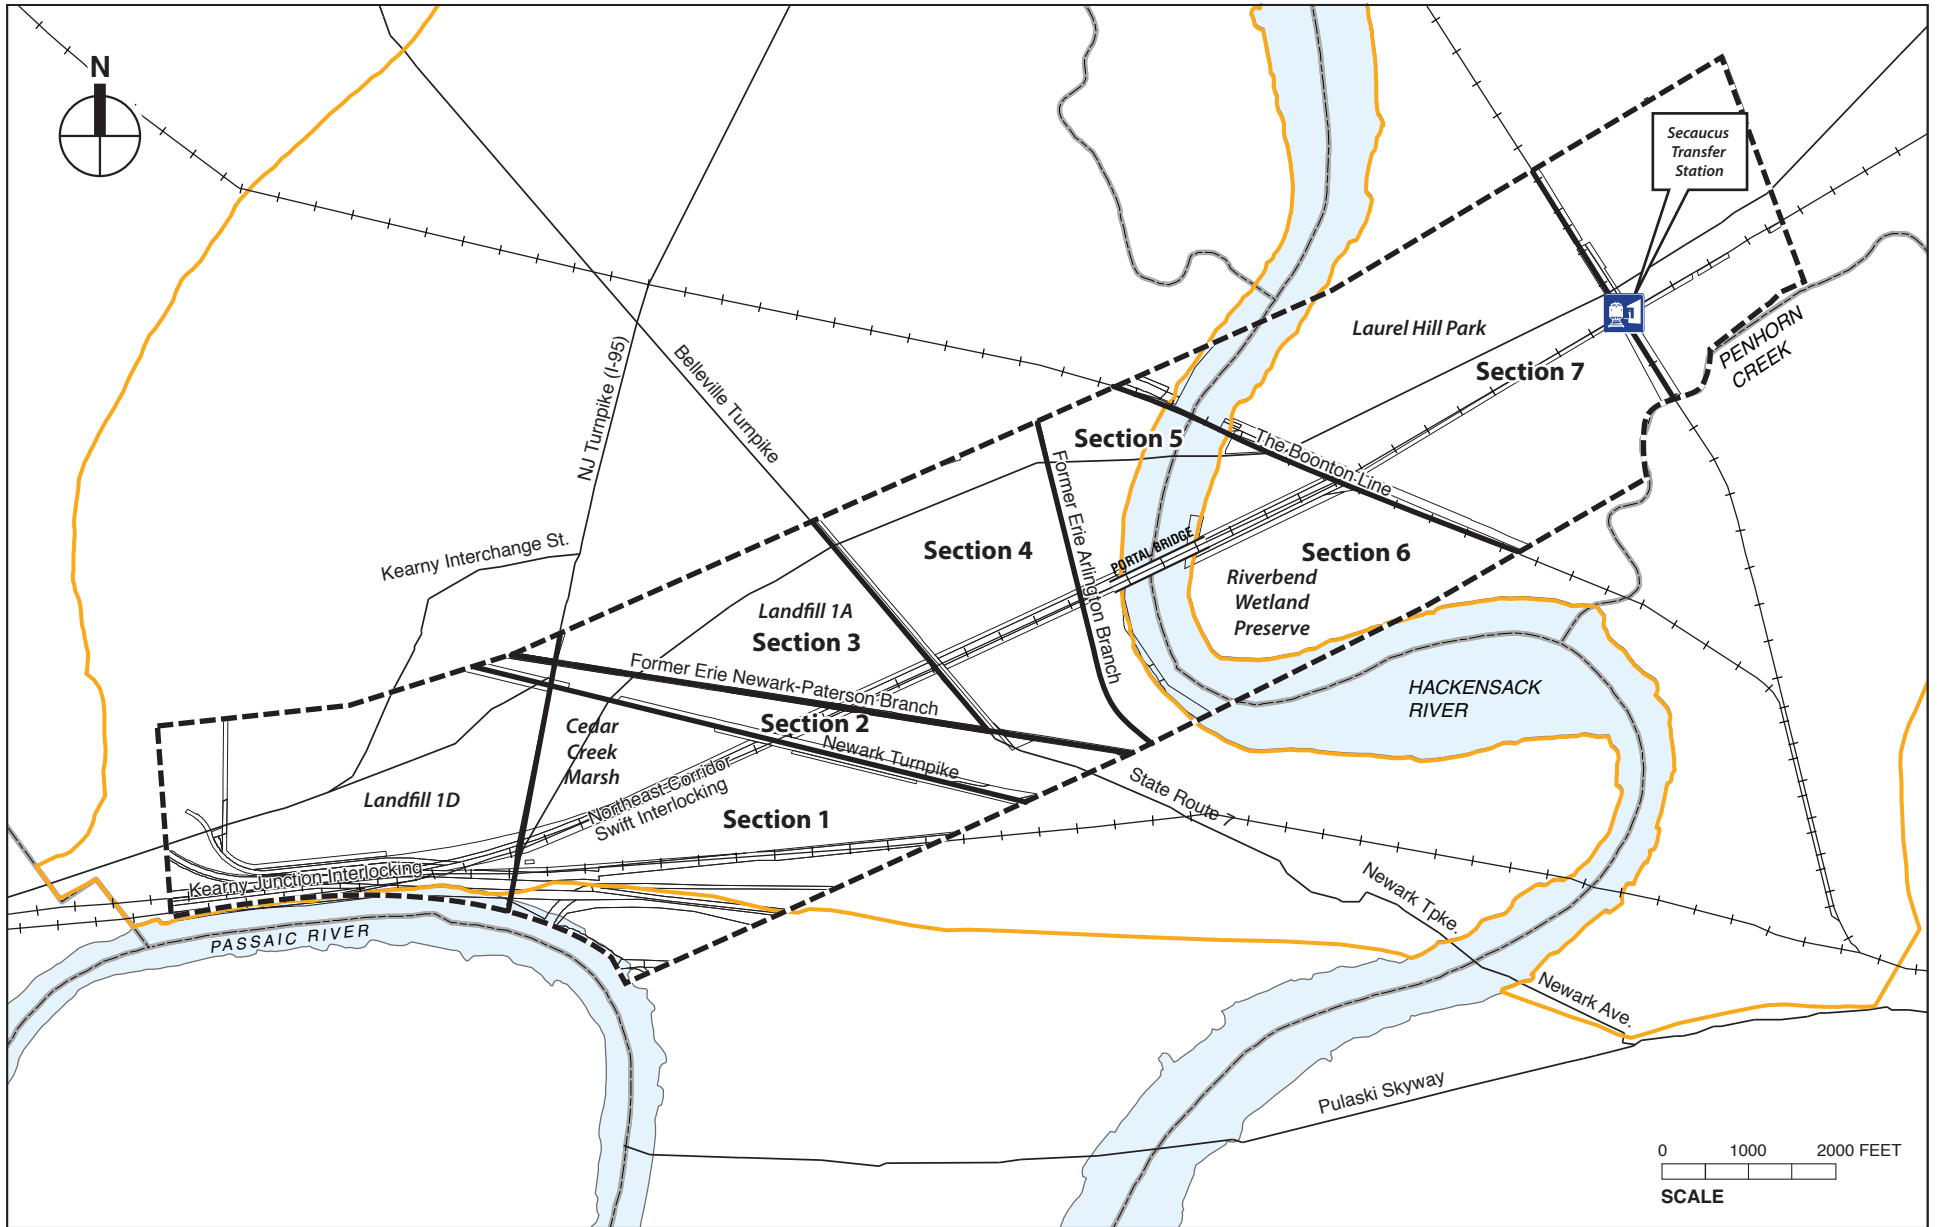 N
Secaucus
Transfer
Station
1
Laurel Hill Park
PENHORN
CREEK
Section 7
NJ Turnpike (I-95)
Belleville Turnpike
Section 5
The Boonton Line
Former Erie Arlington Branch
Kearny Interchange St.
Section 4
PORTAL BRIDGE
Section 6
Riverbend
Wetland
Preserve
Landfill 1A
Section 3
Former Erie Newark-Paterson Branch
HACKENSACK
RIVER
Cedar
Creek
Marsh
Section 2
Newark Turnpike
State Route 7
Landfill 1D
Northeast Corridor
Swift Interlocking
Section 1
Kearny Junction Interlocking
Newark Tpke.
PASSAIC RIVER
Newark Ave.
Pulaski Skyway
0 1000 2000 FEET
SCALE